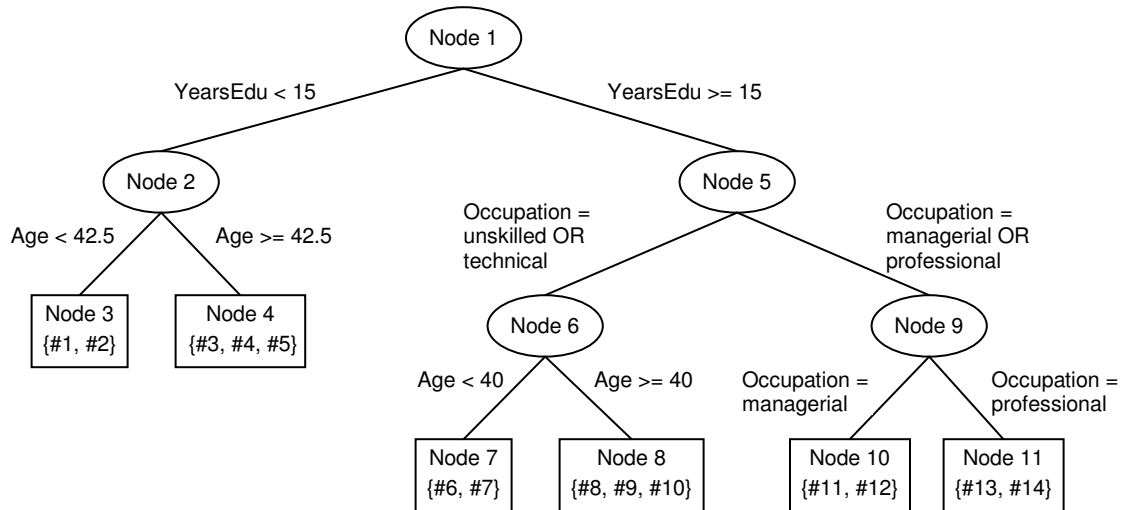 Node 1
YearsEdu < 15
YearsEdu >= 15
Node 2
Node 5
Age < 42.5
Age >= 42.5
Occupation =
unskilled OR
technical
Occupation =
managerial OR
professional
Node 3
{#1, #2}
Node 4
{#3, #4, #5}
Node 6
Node 9
Age < 40
Age >= 40
Occupation =
managerial
Occupation =
professional
Node 7
{#6, #7}
Node 8
{#8, #9, #10}
Node 10
{#11, #12}
Node 11
{#13, #14}